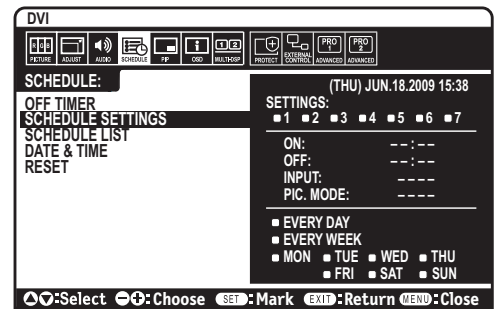 DVI
RGB
1 2
PRO 1
PRO 2
PICTURE ADJUST AUDIO SCHEDULE PIP OSD MULTI-DSP PROTECT EXTERNAL CONTROL ADVANCED ADVANCED
SCHEDULE:
OFF TIMER
SCHEDULE SETTINGS
SCHEDULE LIST
DATE & TIME
RESET
(THU) JUN.18.2009 15:38
SETTINGS:
1 2 3 4 5 6 7
ON: --:--
OFF: --:--
INPUT: ----
PIC. MODE: ----
EVERY DAY
EVERY WEEK
MON TUE WED THU
FRI SAT SUN
:Select :Choose SET:Mark EXIT:Return MENU:Close